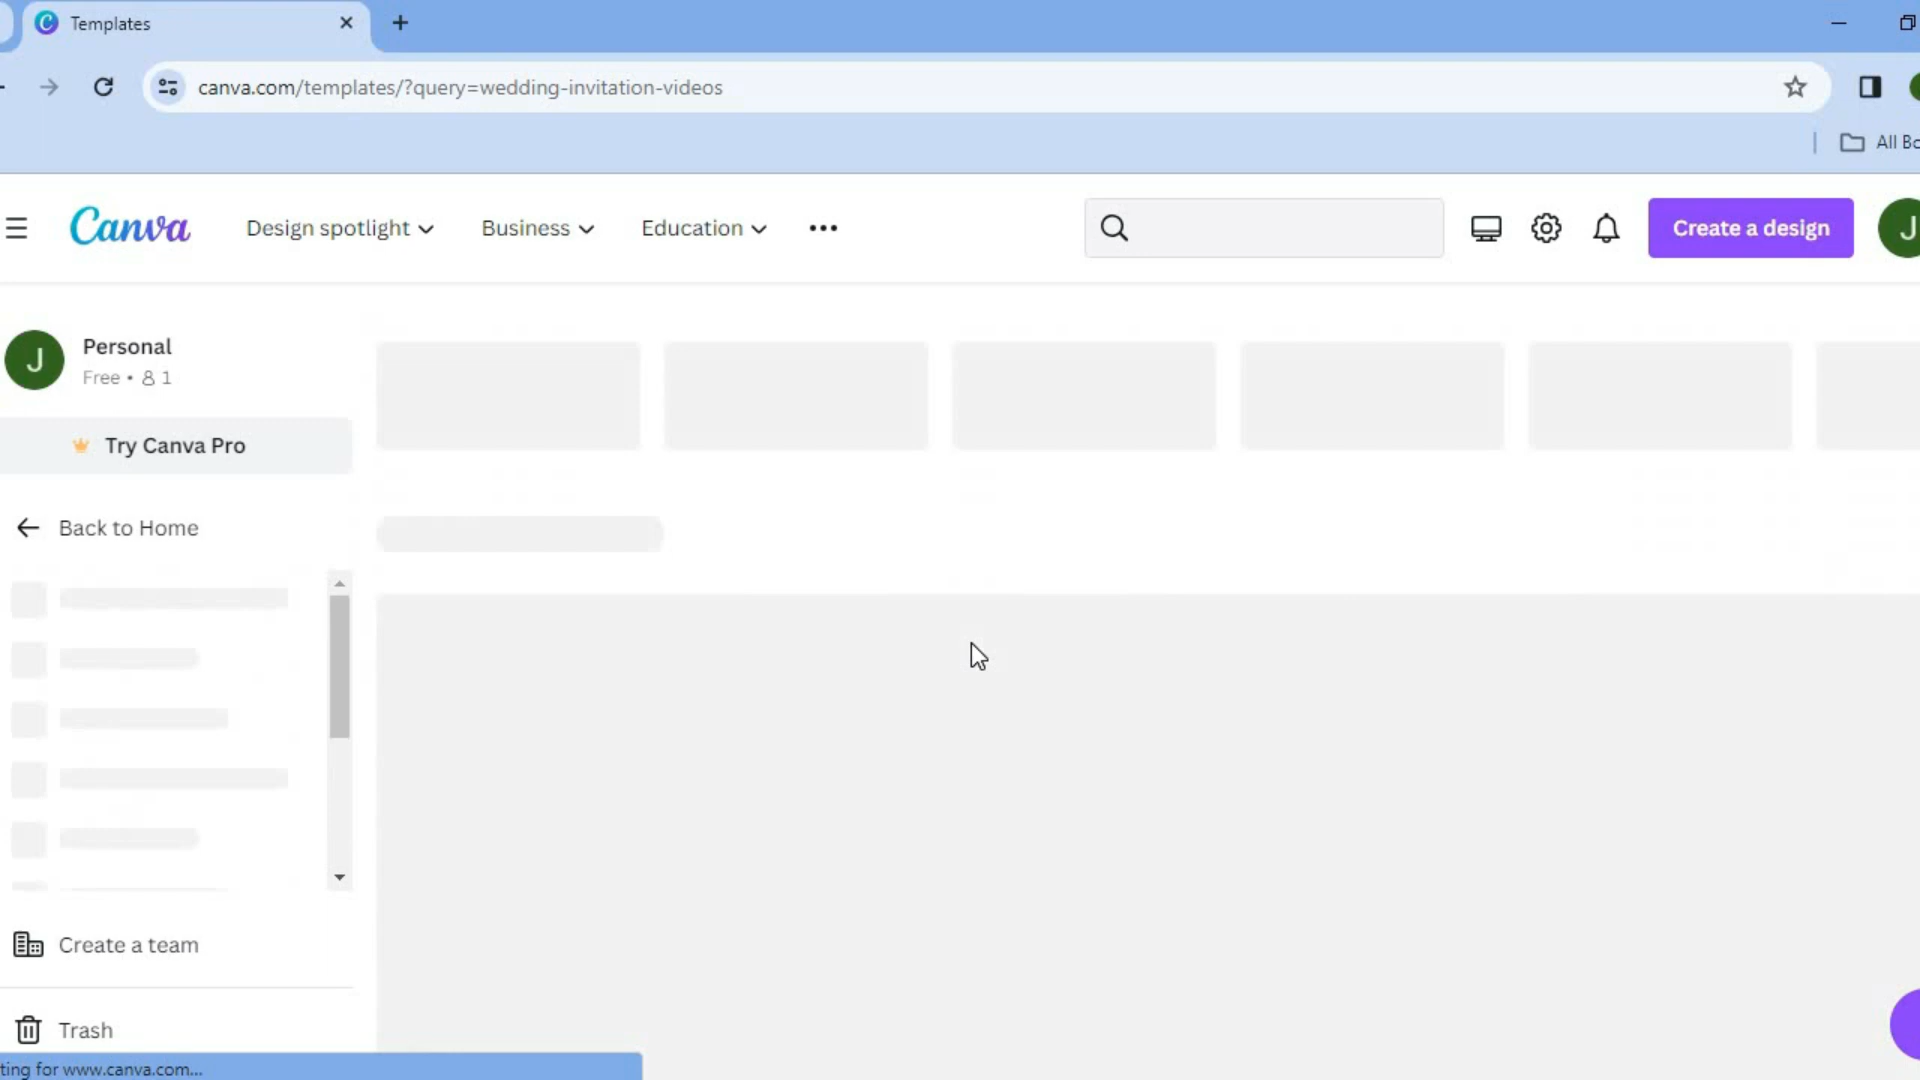 Templates
canva.com/templates/?query=wedding-invitation-videos
All Bo
Canva
Design spotlight
Business
Education
Create a design
J
J
Personal
Free • 1
Try Canva Pro
Back to Home
Create a team
Trash
ting for www.canva.com...